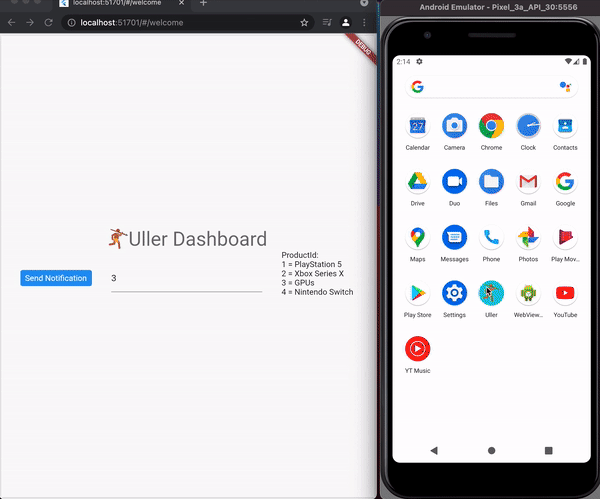 localhost:51701/#/welcome
localhost:51701/#/welcome
DEBUG
Uller Dashboard
Send Notification
3
ProductId:
1 = PlayStation 5
2 = Xbox Series X
3 = GPUs
4 = Nintendo Switch
Android Emulator - Pixel_3a_API_30:5556
2:14
Calendar
Camera
Chrome
Clock
Contacts
Drive
Duo
Files
Gmail
Google
Maps
Messages
Phone
Photos
Play Mov...
Play Store
Settings
Uller
WebView...
YouTube
YT Music